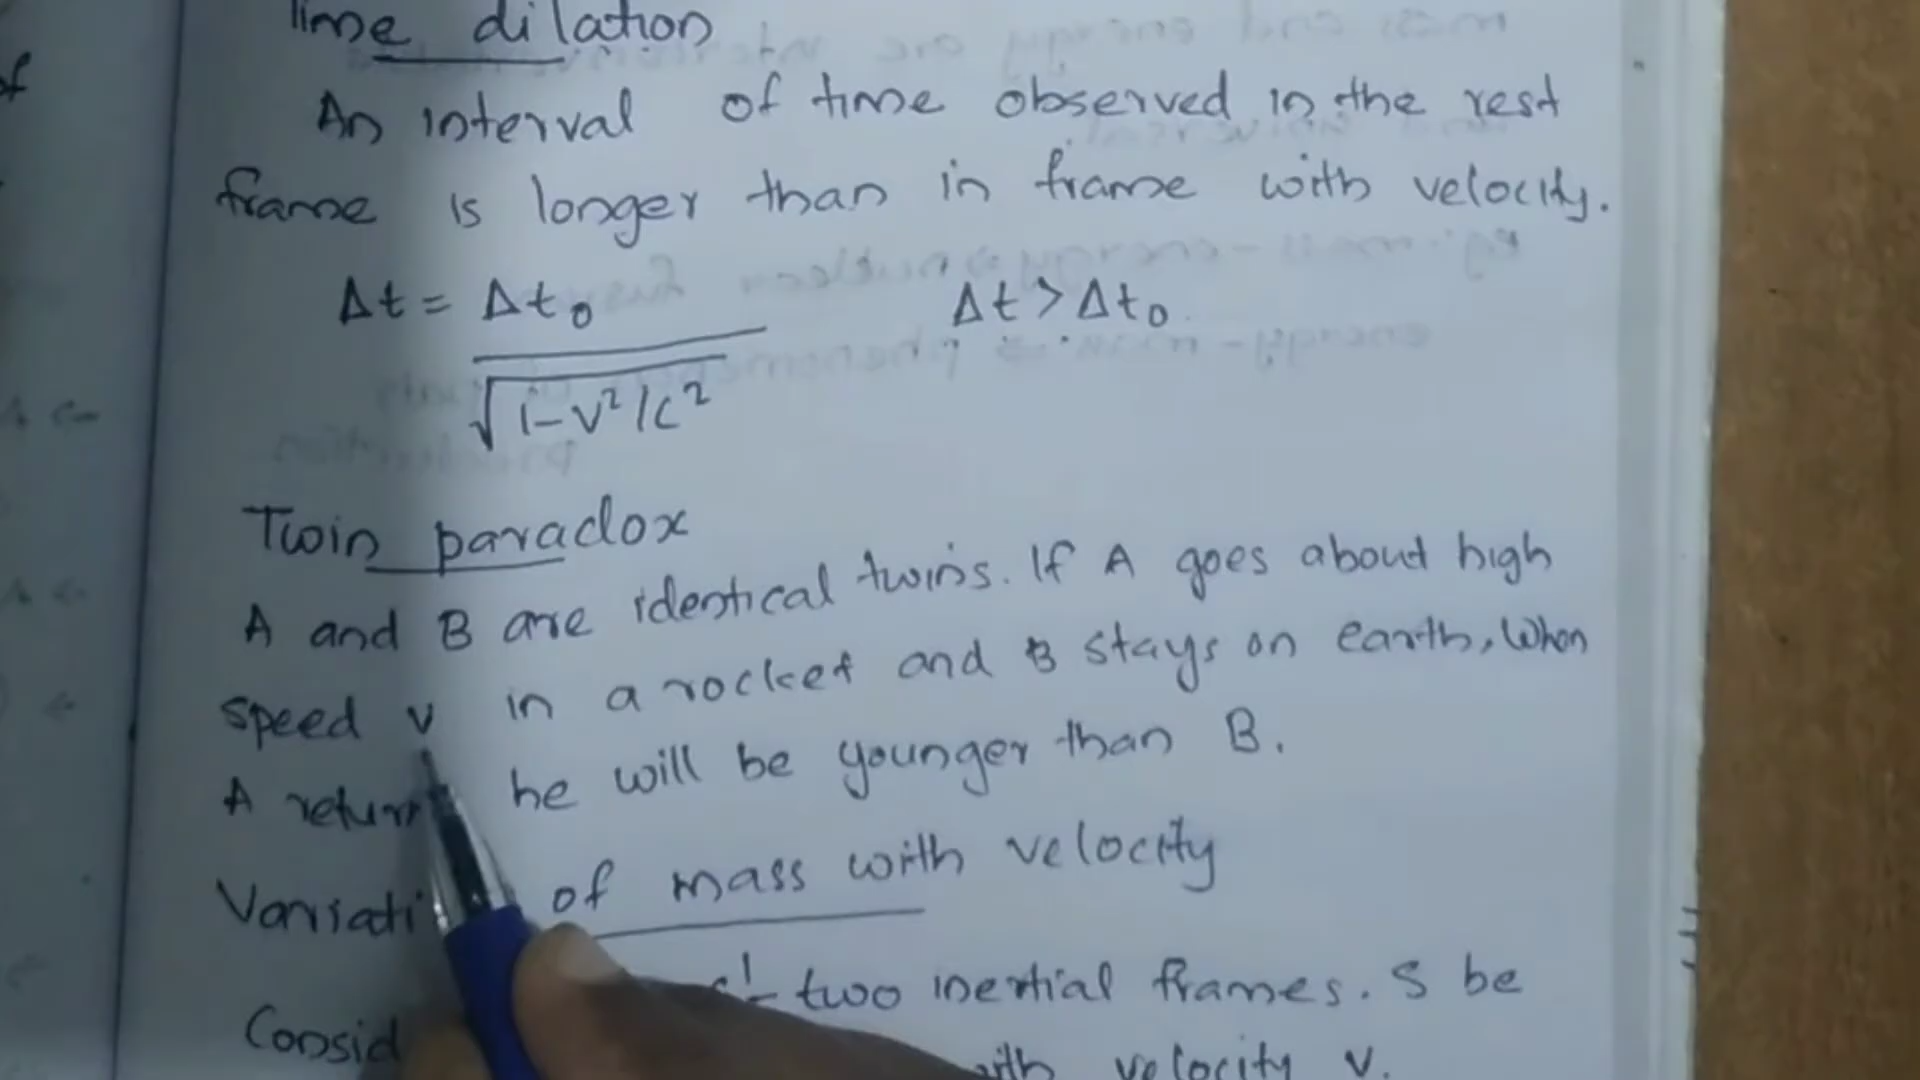 Time dilation
An interval of time observed in the rest
frame is longer than in frame with velocity.
Δt = Δt₀ / √1-v²/c² Δt > Δt₀
Twin paradox
A and B are identical twins. If A goes about high
speed v in a rocket and B stays on earth, when
A return he will be younger than B.
of mass with velocity
two inertial frames. S be
with velocity v.